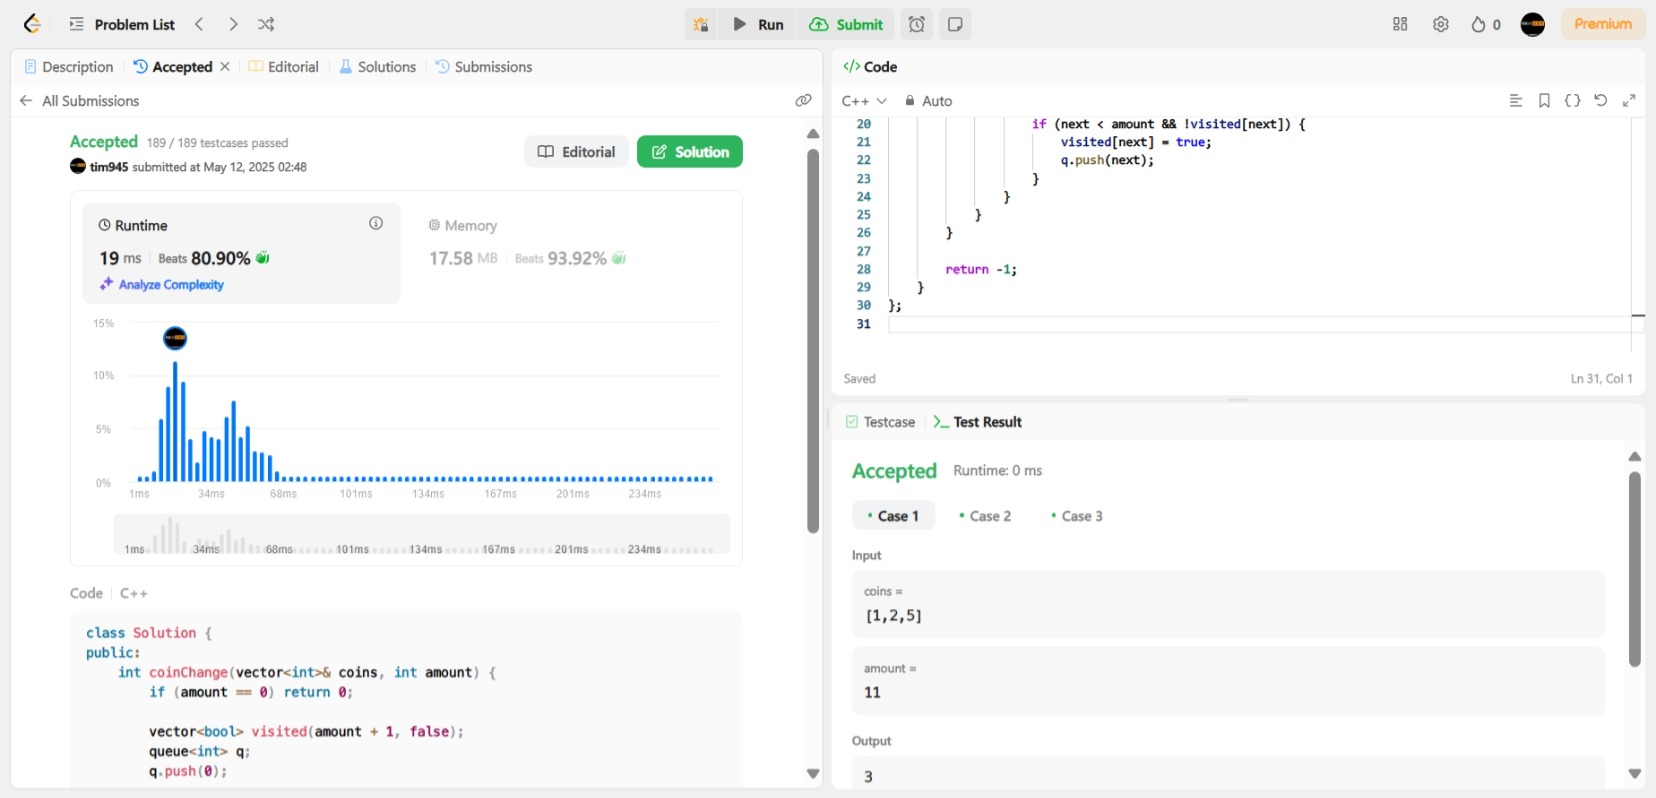 Problem List
Run
Submit
0
Premium
Description
Accepted
Editorial
Solutions
Submissions
All Submissions
Accepted 189 / 189 testcases passed
tim945 submitted at May 12, 2025 02:48
Editorial
Solution
Runtime
19 ms | Beats 80.90%
Analyze Complexity
Memory
17.58 MB | Beats 93.92%
15%
10%
5%
0%
1ms 34ms 68ms 101ms 134ms 167ms 201ms 234ms
1ms 34ms 68ms 101ms 134ms 167ms 201ms 234ms
Code | C++
class Solution {
public:
    int coinChange(vector<int>& coins, int amount) {
        if (amount == 0) return 0;
        vector<bool> visited(amount + 1, false);
        queue<int> q;
        q.push(0);
</> Code
C++
Auto
20 if (next < amount && !visited[next]) {
21 visited[next] = true;
22 q.push(next);
23 }
24 }
25 }
26 }
27
28 return -1;
29 }
30 };
31
Saved
Ln 31, Col 1
Testcase
>_ Test Result
Accepted Runtime: 0 ms
• Case 1
• Case 2
• Case 3
Input
coins =
[1,2,5]
amount =
11
Output
3